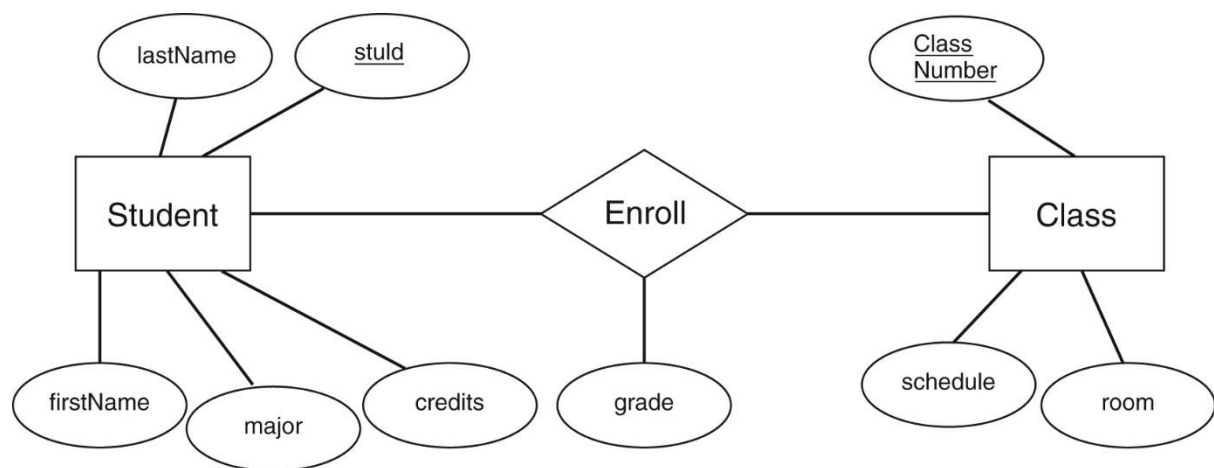 lastName
stuId
Class
Number
Student
Enroll
Class
firstName
major
credits
grade
schedule
room